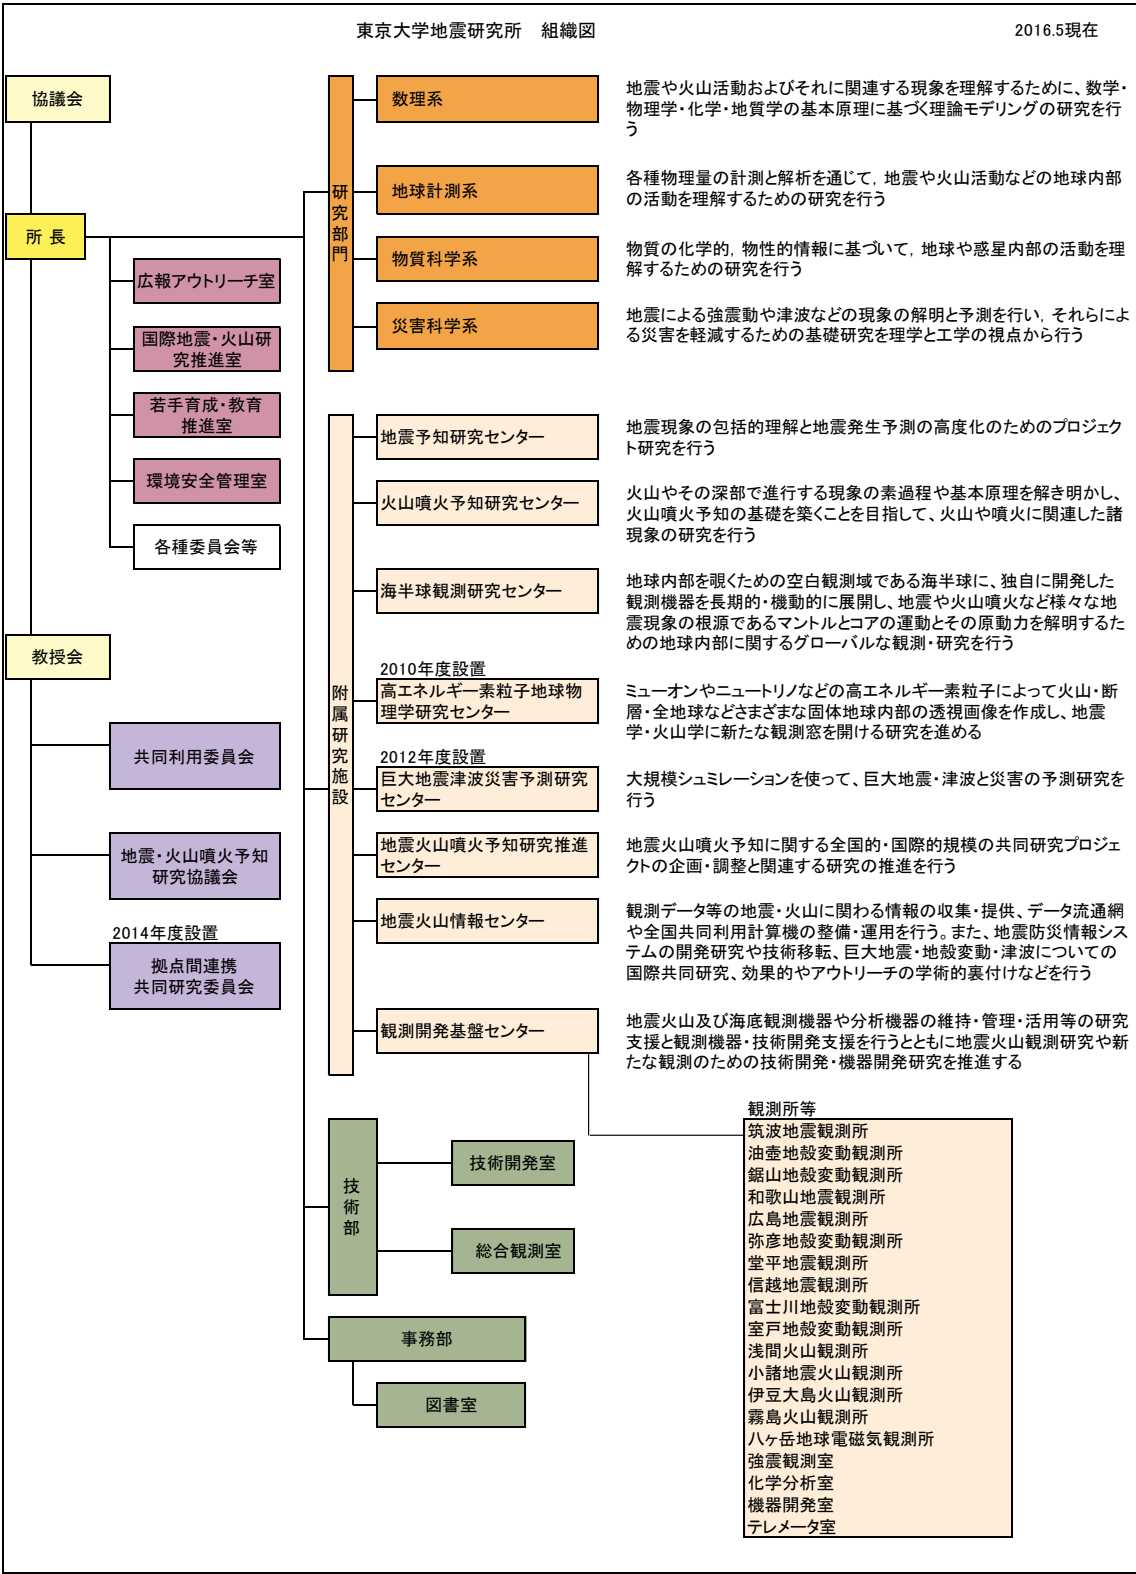 東京大学地震研究所　組織図
2016.5現在
協議会
所 長
広報アウトリーチ室
国際地震・火山研
究推進室
若手育成・教育
推進室
環境安全管理室
各種委員会等
教授会
共同利用委員会
地震・火山噴火予知
研究協議会
2014年度設置
拠点間連携
共同研究委員会
研究部門
数理系
地震や火山活動およびそれに関連する現象を理解するために、数学・
物理学・化学・地質学の基本原理に基づく理論モデリングの研究を行
う
地球計測系
各種物理量の計測と解析を通じて，地震や火山活動などの地球内部
の活動を理解するための研究を行う
物質科学系
物質の化学的，物性的情報に基づいて，地球や惑星内部の活動を理
解するための研究を行う
災害科学系
地震による強震動や津波などの現象の解明と予測を行い，それらによ
る災害を軽減するための基礎研究を理学と工学の視点から行う
附属研究施設
地震予知研究センター
地震現象の包括的理解と地震発生予測の高度化のためのプロジェク
ト研究を行う
火山噴火予知研究センター
火山やその深部で進行する現象の素過程や基本原理を解き明かし、
火山噴火予知の基礎を築くことを目指して、火山や噴火に関連した諸
現象の研究を行う
海半球観測研究センター
地球内部を覗くための空白観測域である海半球に、独自に開発した
観測機器を長期的・機動的に展開し、地震や火山噴火など様々な地
震現象の根源であるマントルとコアの運動とその原動力を解明するた
めの地球内部に関するグローバルな観測・研究を行う
2010年度設置
高エネルギー素粒子地球物
理学研究センター
ミューオンやニュートリノなどの高エネルギー素粒子によって火山・断
層・全地球などさまざまな固体地球内部の透視画像を作成し、地震
学・火山学に新たな観測窓を開ける研究を進める
2012年度設置
巨大地震津波災害予測研究
センター
大規模シュミレーションを使って、巨大地震・津波と災害の予測研究を
行う
地震火山噴火予知研究推進
センター
地震火山噴火予知に関する全国的・国際的規模の共同研究プロジェ
クトの企画・調整と関連する研究の推進を行う
地震火山情報センター
観測データ等の地震・火山に関わる情報の収集・提供、データ流通網
や全国共同利用計算機の整備・運用を行う。また、地震防災情報シス
テムの開発研究や技術移転、巨大地震・地殻変動・津波についての
国際共同研究、効果的やアウトリーチの学術的裏付けなどを行う
観測開発基盤センター
地震火山及び海底観測機器や分析機器の維持・管理・活用等の研究
支援と観測機器・技術開発支援を行うとともに地震火山観測研究や新
たな観測のための技術開発・機器開発研究を推進する
観測所等
筑波地震観測所
油壷地殻変動観測所
鋸山地殻変動観測所
和歌山地震観測所
広島地震観測所
弥彦地殻変動観測所
堂平地震観測所
信越地震観測所
富士川地殻変動観測所
室戸地殻変動観測所
浅間火山観測所
小諸地震火山観測所
伊豆大島火山観測所
霧島火山観測所
八ヶ岳地球電磁気観測所
強震観測室
化学分析室
機器開発室
テレメータ室
技術部
技術開発室
総合観測室
事務部
図書室